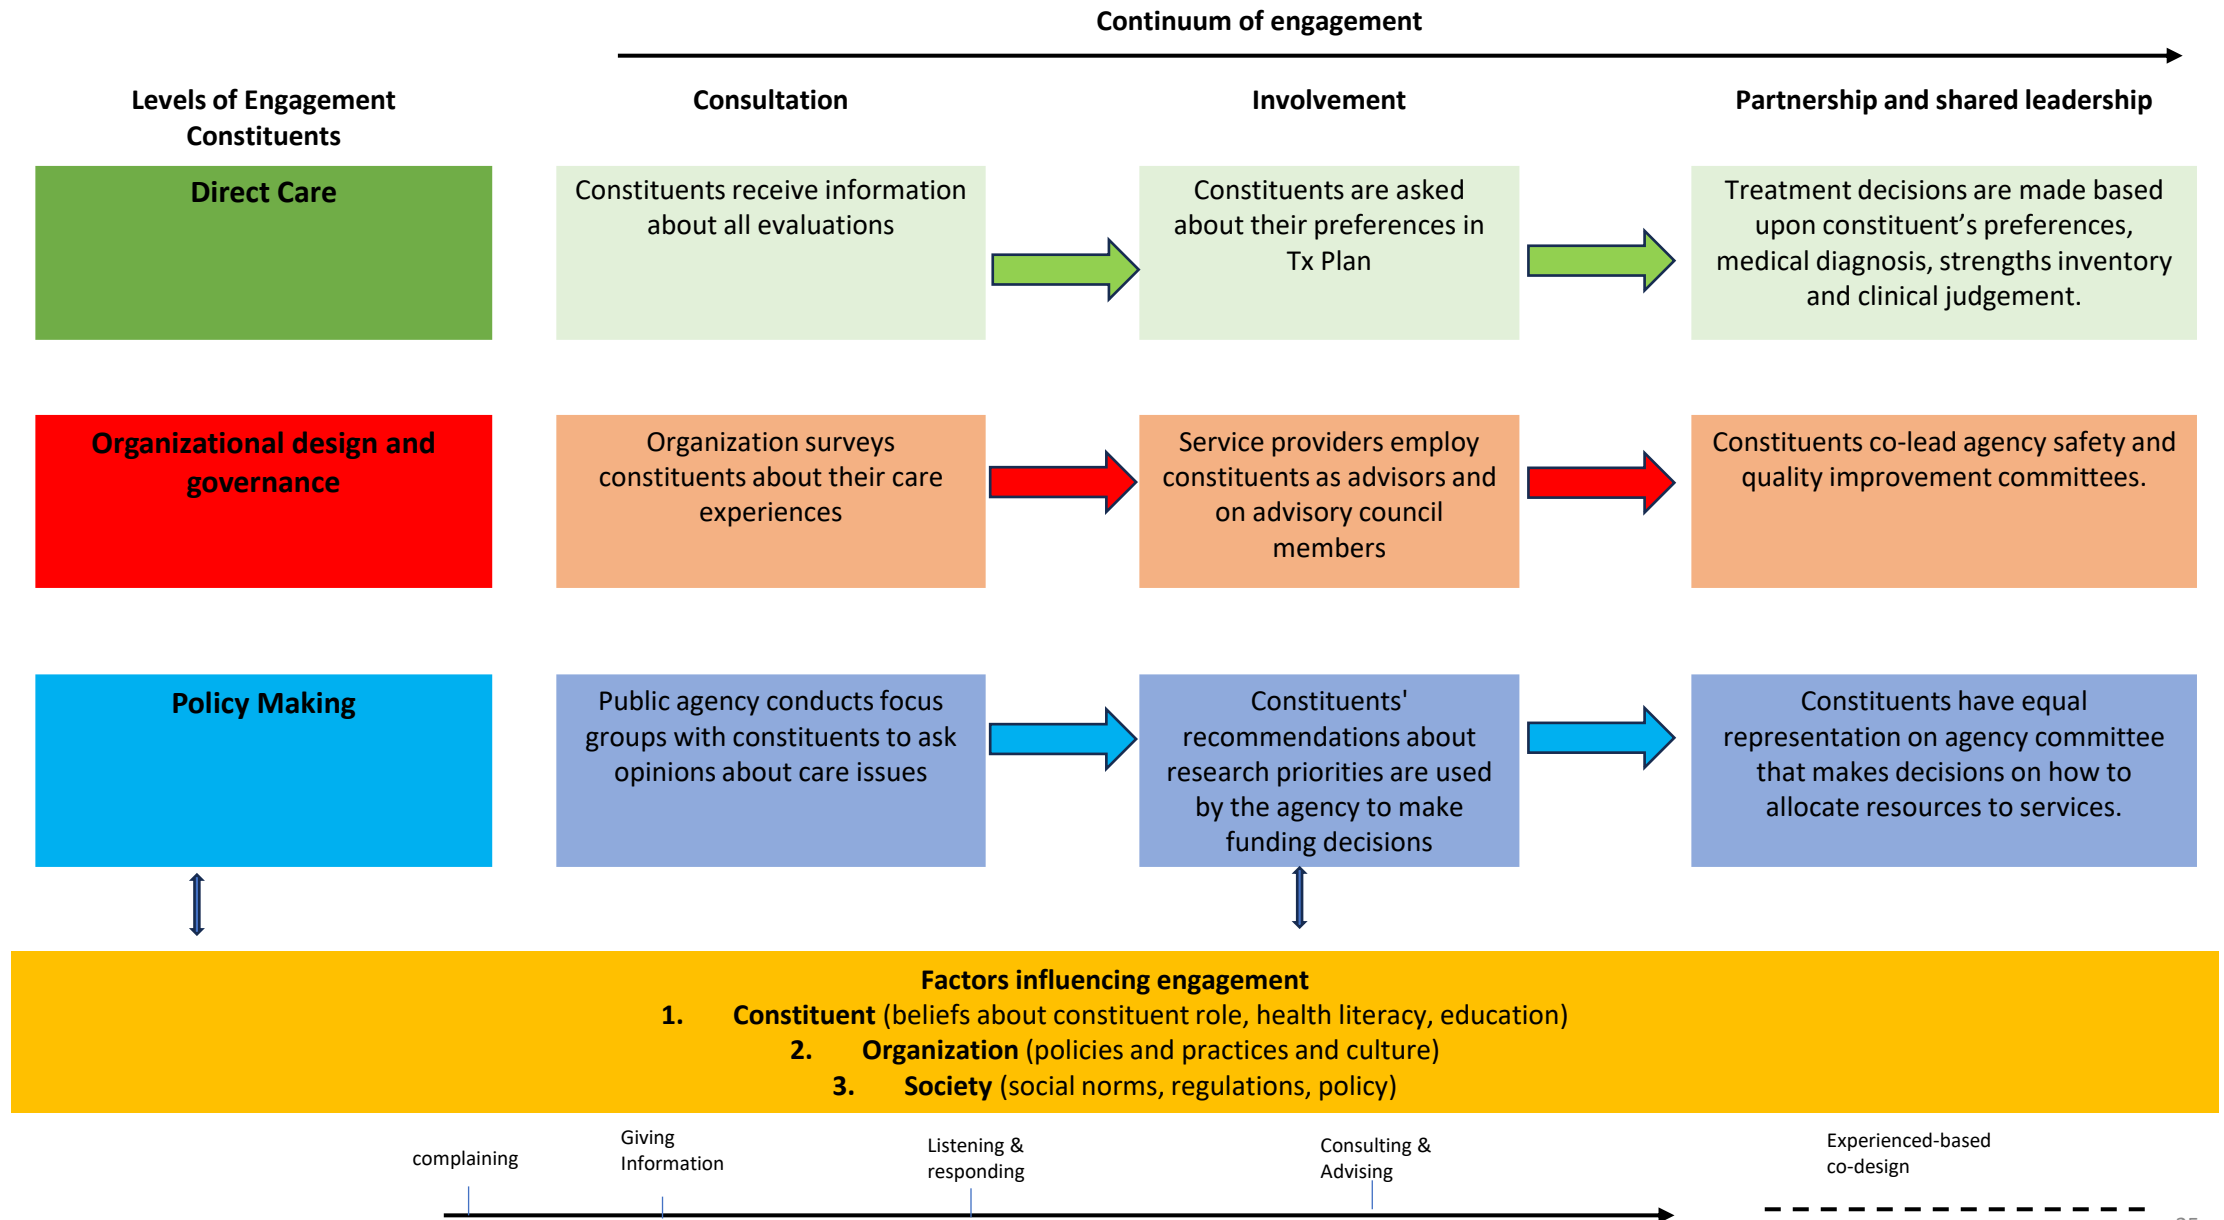 Continuum of engagement
Levels of Engagement
Constituents
Consultation
Involvement
Partnership and shared leadership
Direct Care
Constituents receive information
about all evaluations
Constituents are asked
about their preferences in
Tx Plan
Treatment decisions are made based
upon constituent’s preferences,
medical diagnosis, strengths inventory
and clinical judgement.
Organizational design and
governance
Organization surveys
constituents about their care
experiences
Service providers employ
constituents as advisors and
on advisory council
members
Constituents co-lead agency safety and
quality improvement committees.
Policy Making
Public agency conducts focus
groups with constituents to ask
opinions about care issues
Constituents'
recommendations about
research priorities are used
by the agency to make
funding decisions
Constituents have equal
representation on agency committee
that makes decisions on how to
allocate resources to services.
Factors influencing engagement
1. Constituent (beliefs about constituent role, health literacy, education)
2. Organization (policies and practices and culture)
3. Society (social norms, regulations, policy)
complaining
Giving
Information
Listening &
responding
Consulting &
Advising
Experienced-based
co-design